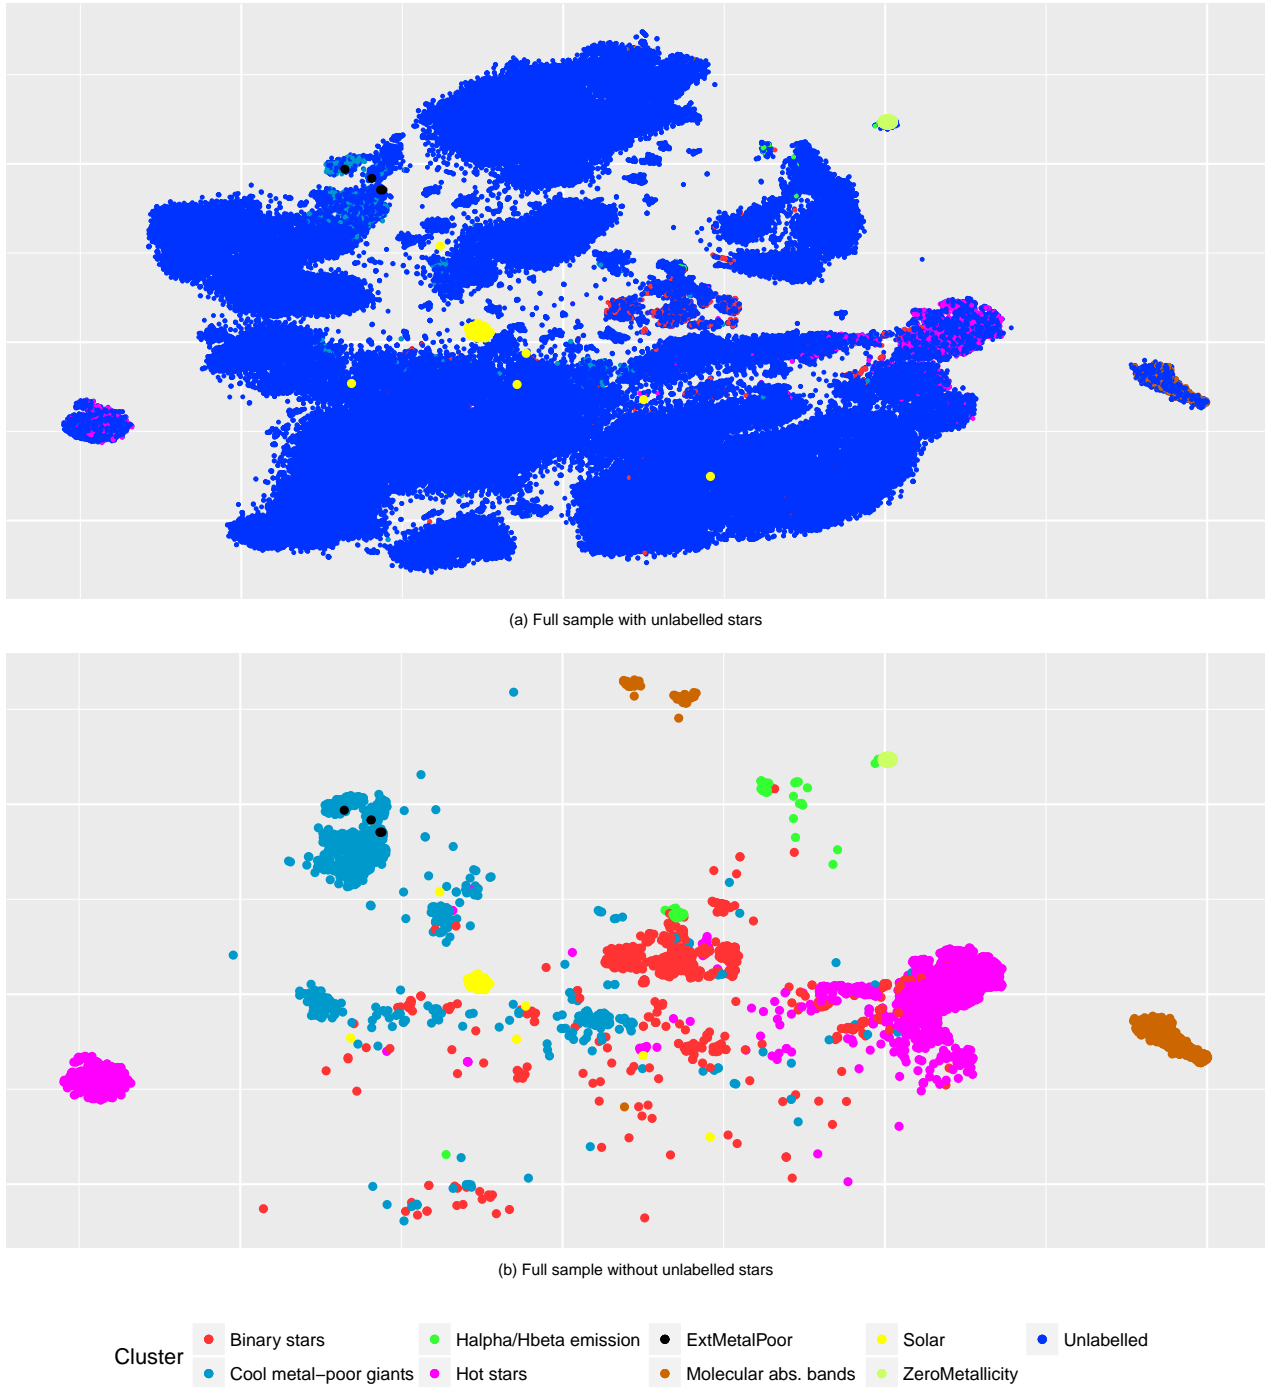 (a) Full sample with unlabelled stars
(b) Full sample without unlabelled stars
Cluster
Binary stars
Halpha/Hbeta emission
ExtMetalPoor
Solar
Unlabelled
Cool metal−poor giants
Hot stars
Molecular abs. bands
ZeroMetallicity